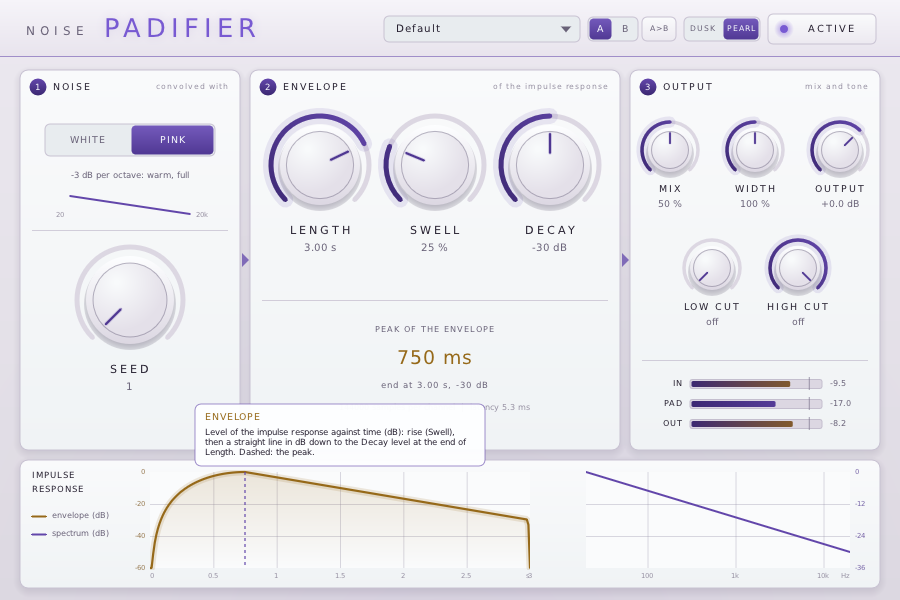 NOISE PADIFIER
Default
A B A>B DUSK PEARL ACTIVE
1 NOISE convolved with
WHITE PINK
-3 dB per octave: warm, full
20 20k
SEED
1
2 ENVELOPE of the impulse response
LENGTH SWELL DECAY
3.00 s 25 % -30 dB
PEAK OF THE ENVELOPE
750 ms
end at 3.00 s, -30 dB
5.3 ms
3 OUTPUT mix and tone
MIX WIDTH OUTPUT
50 % 100 % +0.0 dB
LOW CUT HIGH CUT
off off
IN -9.5
PAD -17.0
OUT -8.2
ENVELOPE
Level of the impulse response against time (dB): rise (Swell),
then a straight line in dB down to the Decay level at the end of
Length. Dashed: the peak.
IMPULSE
RESPONSE
envelope (dB)
spectrum (dB)
0
-20
-40
-60
0 0.5 1 1.5 2 2.5
0
-12
-24
-36
100 1k 10k Hz